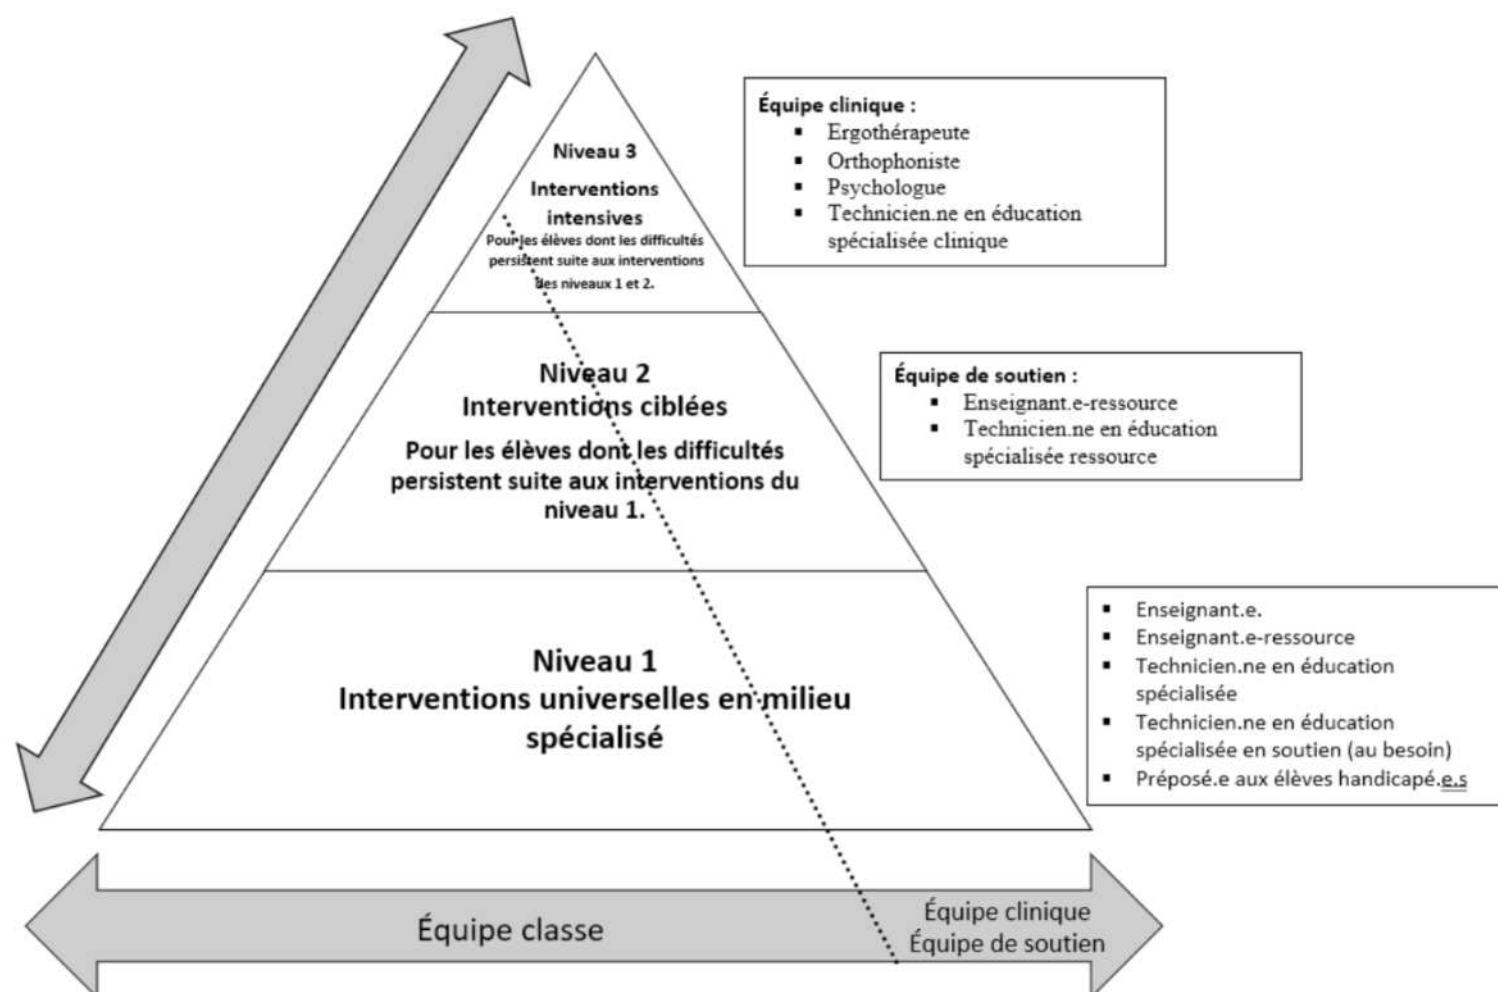 Niveau 3
Interventions
intensives
Pour les élèves dont les difficultés
persistent suite aux interventions
des niveaux 1 et 2.
Équipe clinique :
▪ Ergothérapeute
▪ Orthophoniste
▪ Psychologue
▪ Technicien.ne en éducation
spécialisée clinique
Niveau 2
Interventions ciblées
Pour les élèves dont les difficultés
persistent suite aux interventions du
niveau 1.
Équipe de soutien :
▪ Enseignant.e-ressource
▪ Technicien.ne en éducation
spécialisée ressource
Niveau 1
Interventions universelles en milieu
spécialisé
▪ Enseignant.e.
▪ Enseignant.e-ressource
▪ Technicien.ne en éducation
spécialisée
▪ Technicien.ne en éducation
spécialisée en soutien (au besoin)
▪ Préposé.e aux élèves handicapé.e.s
Équipe classe
Équipe clinique
Équipe de soutien